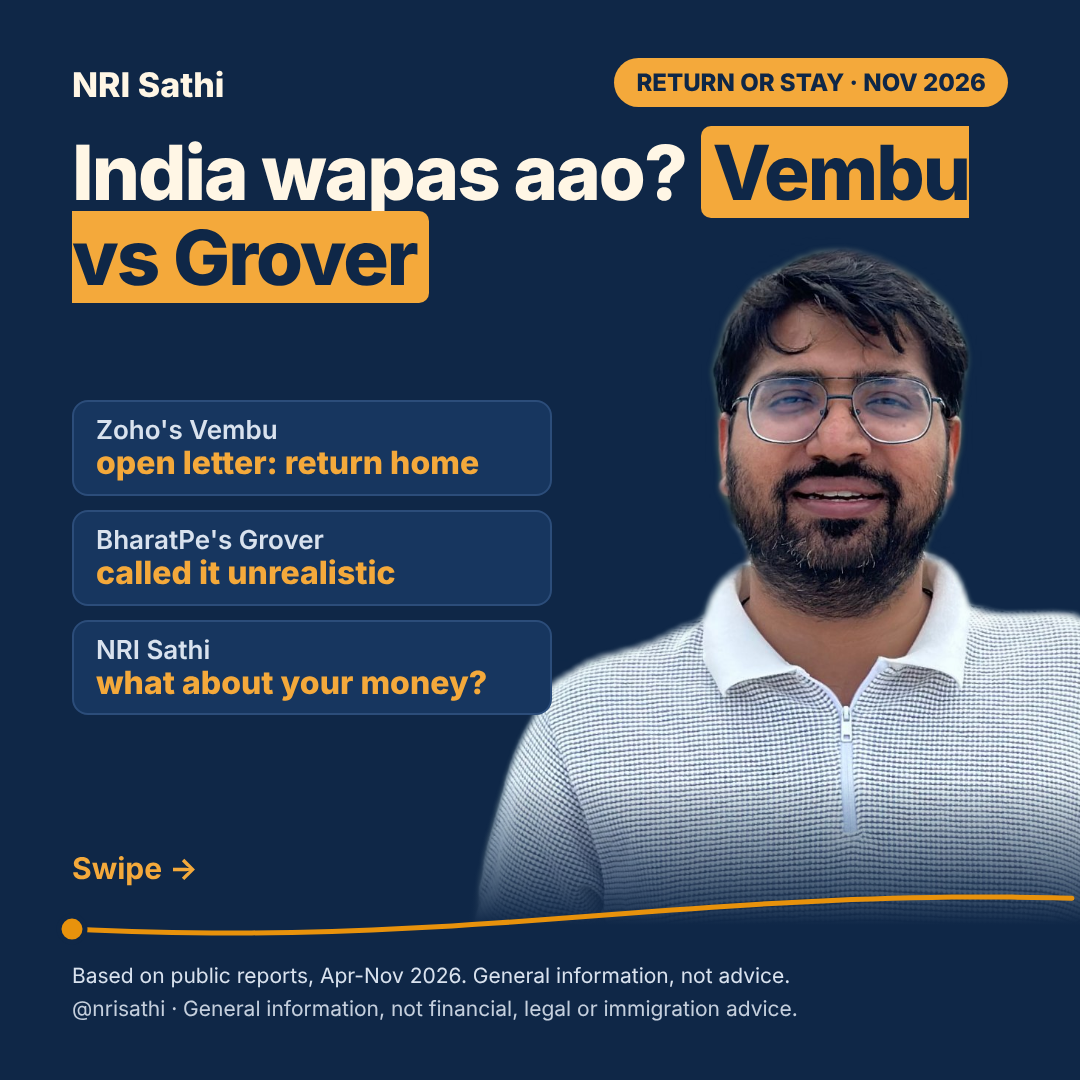 NRI Sathi
RETURN OR STAY · NOV 2026
India wapas aao? Vembu
vs Grover
Zoho's Vembu
open letter: return home
BharatPe's Grover
called it unrealistic
NRI Sathi
what about your money?
Swipe →
Based on public reports, Apr-Nov 2026. General information, not advice.
@nrisathi · General information, not financial, legal or immigration advice.